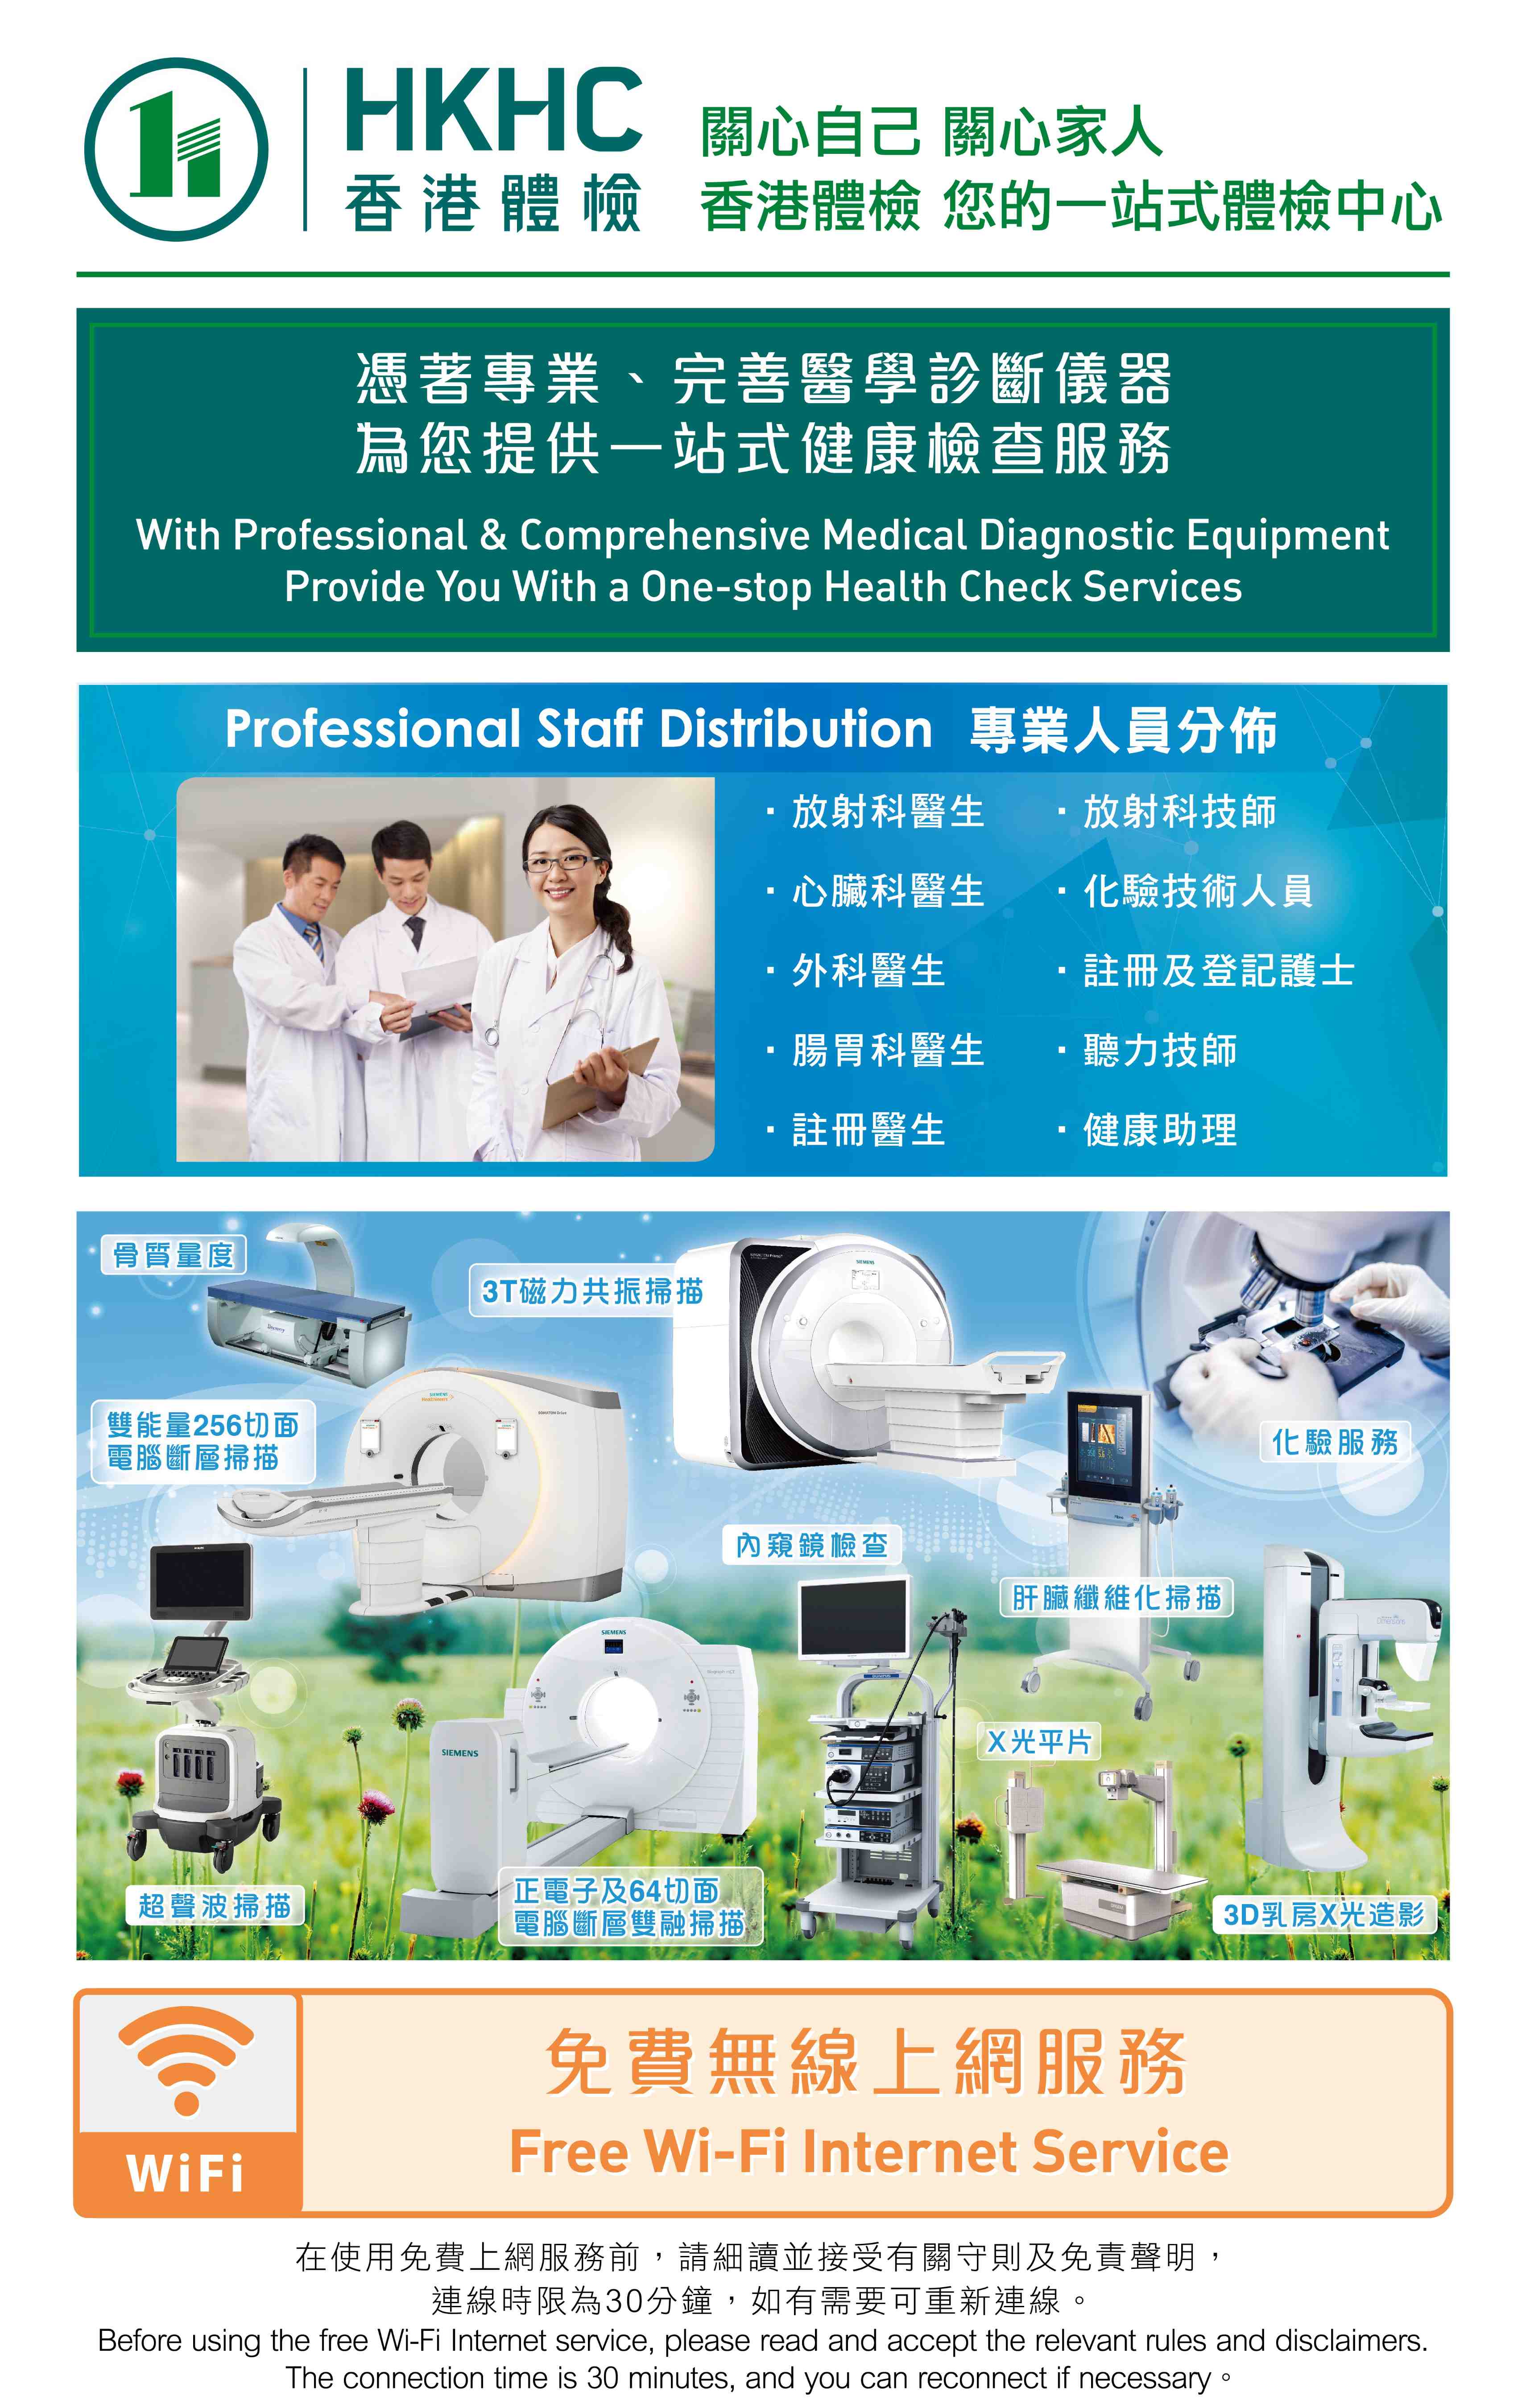 HKHC
香港體檢
關心自己 關心家人
香港體檢 您的一站式體檢中心
憑著專業、完善醫學診斷儀器
為您提供一站式健康檢查服務
With Professional & Comprehensive Medical Diagnostic Equipment
Provide You With a One-stop Health Check Services
Professional Staff Distribution 專業人員分佈
· 放射科醫生
· 心臟科醫生
· 外科醫生
· 腸胃科醫生
· 註冊醫生
· 放射科技師
· 化驗技術人員
· 註冊及登記護士
· 聽力技師
· 健康助理
骨質量度
3T磁力共振掃描
SIEMENS
雙能量256切面
電腦斷層掃描
SIEMENS
化驗服務
內窺鏡檢查
肝臟纖維化掃描
SIEMENS
SIEMENS
X光平片
超聲波掃描
正電子及64切面
電腦斷層雙融掃描
3D乳房X光造影
WiFi
免費無線上網服務
Free Wi-Fi Internet Service
在使用免費上網服務前，請細讀並接受有關守則及免責聲明，
連線時限為30分鐘，如有需要可重新連線。
Before using the free Wi-Fi Internet service, please read and accept the relevant rules and disclaimers.
The connection time is 30 minutes, and you can reconnect if necessary。